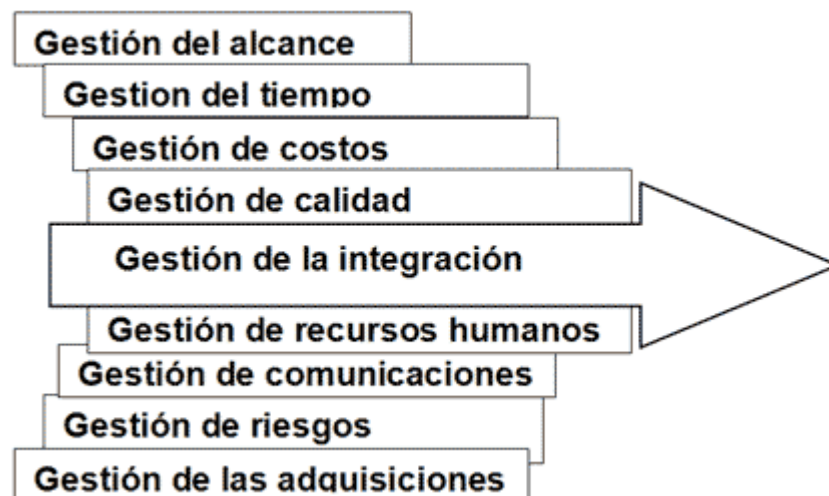 Gestión del alcance
Gestion del tiempo
Gestión de costos
Gestión de calidad
Gestión de la integración
Gestión de recursos humanos
Gestión de comunicaciones
Gestión de riesgos
Gestión de las adquisiciones